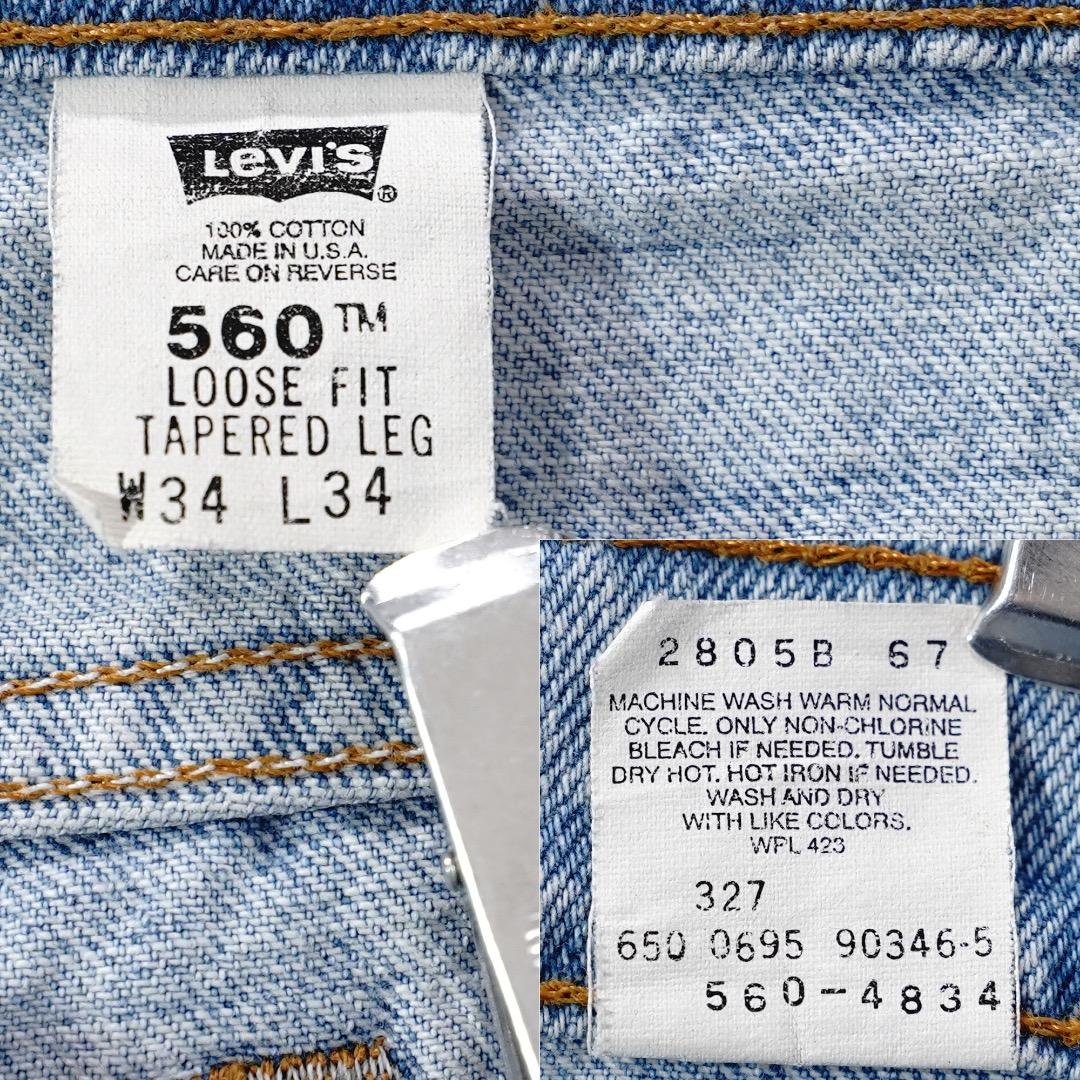 Levi's®
100% COTTON
MADE IN U.S.A.
CARE ON REVERSE
560™
LOOSE FIT
TAPERED LEG
W34 L34
2805B 67
MACHINE WASH WARM NORMAL
CYCLE. ONLY NON-CHLORINE
BLEACH IF NEEDED. TUMBLE
DRY HOT. HOT IRON IF NEEDED.
WASH AND DRY
WITH LIKE COLORS.
WPL 423
327
650 0695 90346-5
560-4834